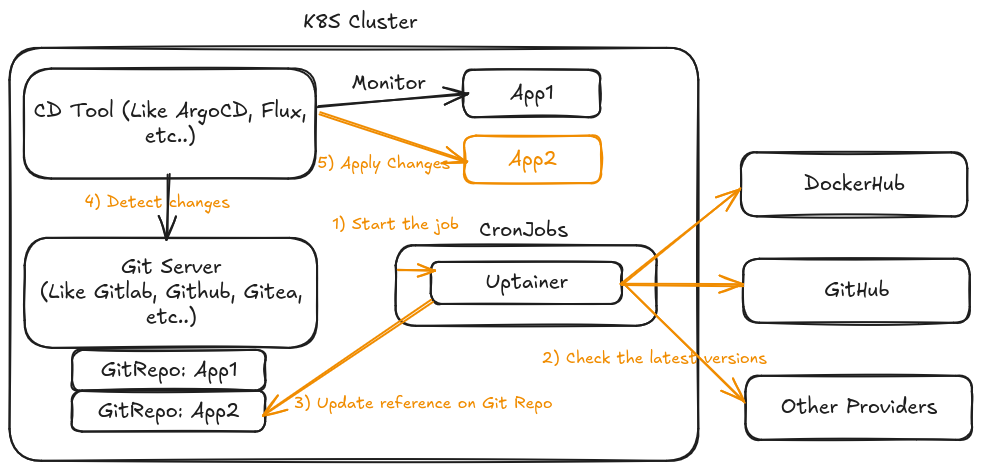 K8S Cluster
CD Tool (Like ArgoCD, Flux,
etc..)
Monitor
App1
App2
5) Apply Changes
4) Detect changes
1) Start the job
CronJobs
Uptainer
Git Server
(Like Gitlab, Github, Gitea,
etc..)
GitRepo: App1
GitRepo: App2
3) Update reference on Git Repo
2) Check the latest versions
DockerHub
GitHub
Other Providers